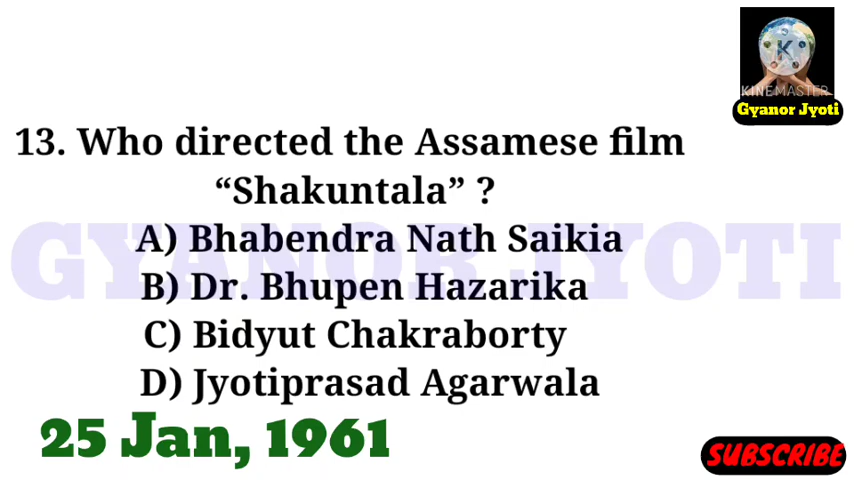 KINEMASTER
Gyanor Jyoti
13. Who directed the Assamese film
“Shakuntala” ?
GYANOR JYOTI
A) Bhabendra Nath Saikia
B) Dr. Bhupen Hazarika
C) Bidyut Chakraborty
D) Jyotiprasad Agarwala
25 Jan, 1961
SUBSCRIBE